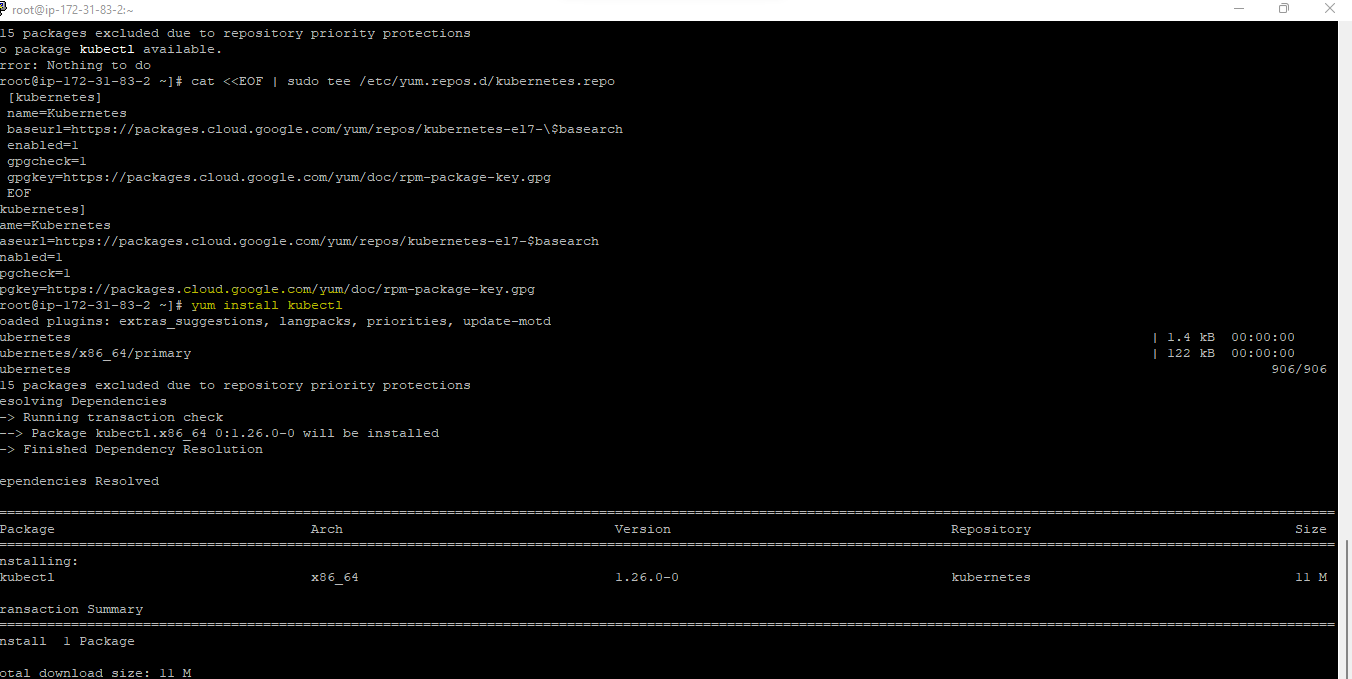 root@ip-172-31-83-2:~
15 packages excluded due to repository priority protections
o package kubectl available.
rror: Nothing to do
root@ip-172-31-83-2 ~]# cat <<EOF | sudo tee /etc/yum.repos.d/kubernetes.repo
[kubernetes]
name=Kubernetes
baseurl=https://packages.cloud.google.com/yum/repos/kubernetes-el7-\$basearch
enabled=1
gpgcheck=1
gpgkey=https://packages.cloud.google.com/yum/doc/rpm-package-key.gpg
EOF
kubernetes]
ame=Kubernetes
aseurl=https://packages.cloud.google.com/yum/repos/kubernetes-el7-$basearch
nabled=1
pgcheck=1
pgkey=https://packages.cloud.google.com/yum/doc/rpm-package-key.gpg
root@ip-172-31-83-2 ~]# yum install kubectl
oaded plugins: extras_suggestions, langpacks, priorities, update-motd
ubernetes | 1.4 kB 00:00:00
ubernetes/x86_64/primary | 122 kB 00:00:00
ubernetes 906/906
15 packages excluded due to repository priority protections
esolving Dependencies
-> Running transaction check
--> Package kubectl.x86_64 0:1.26.0-0 will be installed
-> Finished Dependency Resolution
ependencies Resolved
Package Arch Version Repository Size
nstalling:
kubectl x86_64 1.26.0-0 kubernetes 11 M
ransaction Summary
nstall 1 Package
otal download size: 11 M